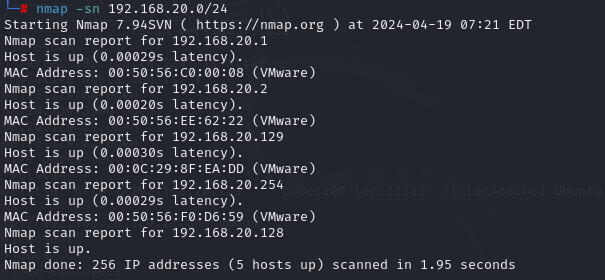 └─# nmap -sn 192.168.20.0/24
Starting Nmap 7.94SVN ( https://nmap.org ) at 2024-04-19 07:21 EDT
Nmap scan report for 192.168.20.1
Host is up (0.00029s latency).
MAC Address: 00:50:56:C0:00:08 (VMware)
Nmap scan report for 192.168.20.2
Host is up (0.00020s latency).
MAC Address: 00:50:56:EE:62:22 (VMware)
Nmap scan report for 192.168.20.129
Host is up (0.00030s latency).
MAC Address: 00:0C:29:8F:EA:DD (VMware)
Nmap scan report for 192.168.20.254
code:200 len:11321 title:Apache2 Ubuntu
Host is up (0.00029s latency).
MAC Address: 00:50:56:F0:D6:59 (VMware)
Nmap scan report for 192.168.20.128
Host is up.
Nmap done: 256 IP addresses (5 hosts up) scanned in 1.95 seconds